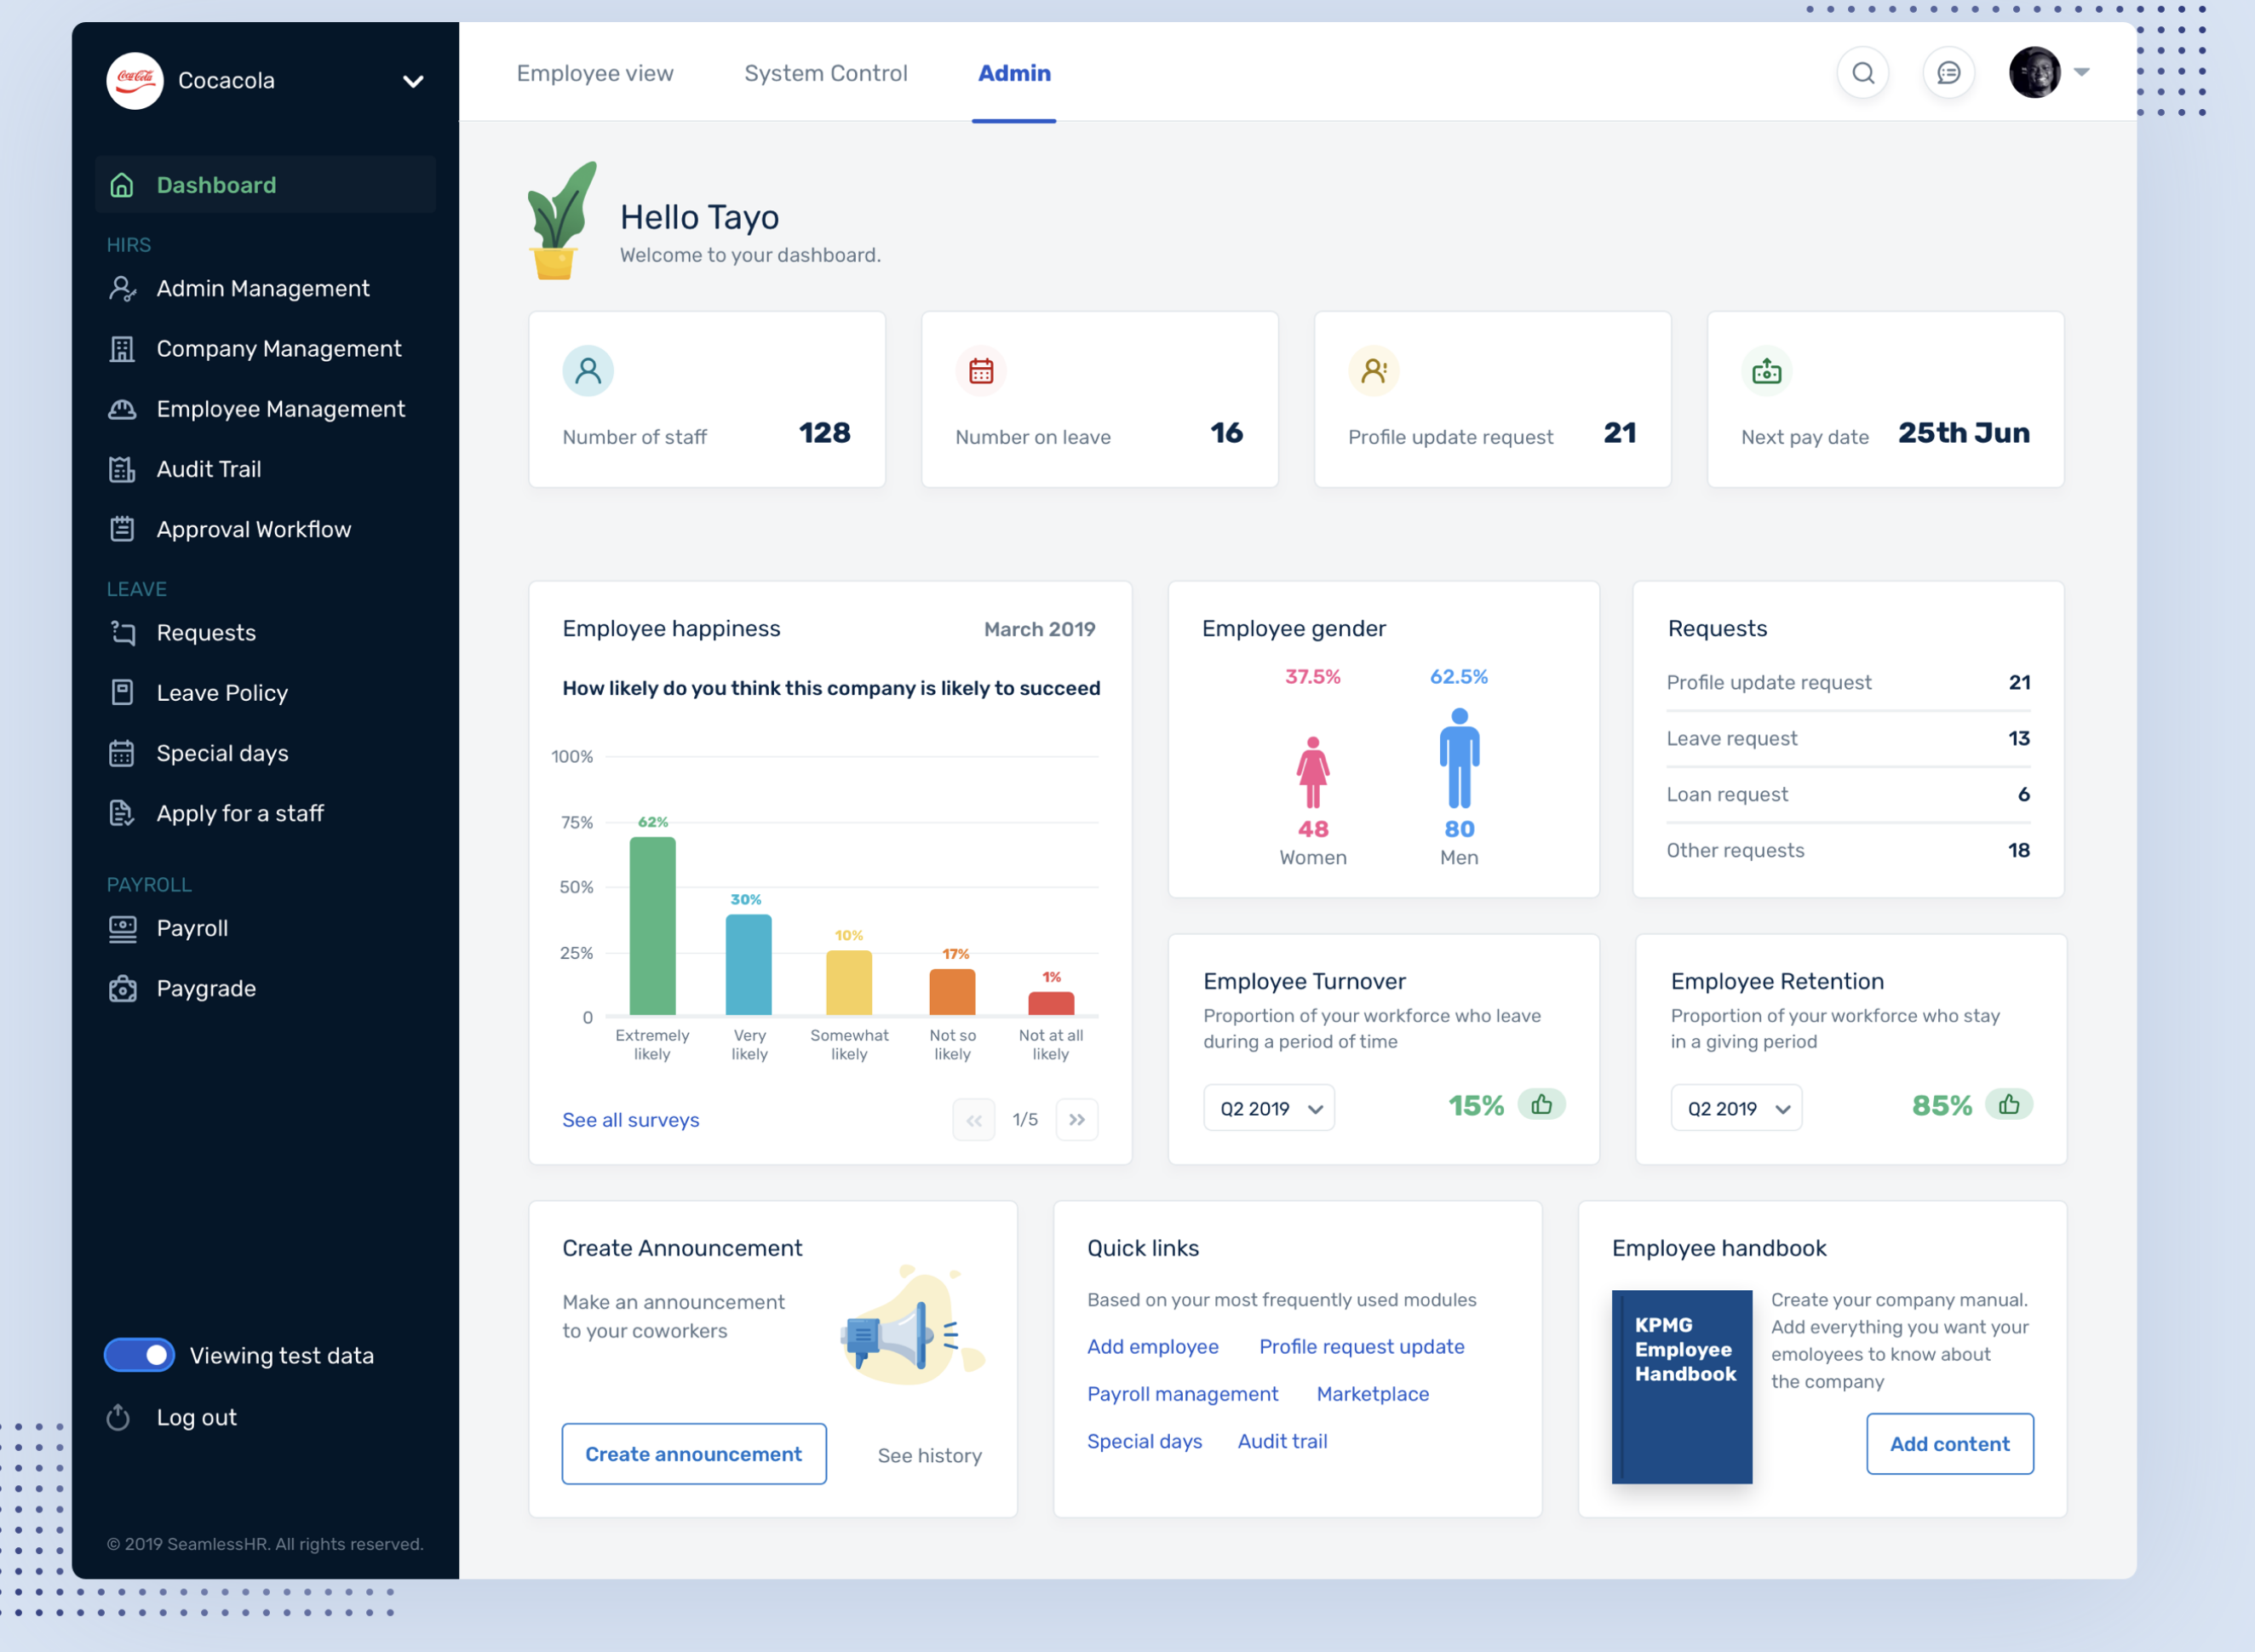 Coca-Cola
Cocacola
Dashboard
HIRS
Admin Management
Company Management
Employee Management
Audit Trail
Approval Workflow
LEAVE
Requests
Leave Policy
Special days
Apply for a staff
PAYROLL
Payroll
Paygrade
Viewing test data
Log out
© 2019 SeamlessHR. All rights reserved.
Employee view
System Control
Admin
Hello Tayo
Welcome to your dashboard.
Number of staff
128
Number on leave
16
Profile update request
21
Next pay date
25th Jun
Employee happiness
March 2019
How likely do you think this company is likely to succeed
100%
75%
50%
25%
0
62%
30%
10%
17%
1%
Extremely
likely
Very
likely
Somewhat
likely
Not so
likely
Not at all
likely
See all surveys
1/5
Employee gender
37.5%
62.5%
48
80
Women
Men
Requests
Profile update request
21
Leave request
13
Loan request
6
Other requests
18
Employee Turnover
Proportion of your workforce who leave
during a period of time
Q2 2019
15%
Employee Retention
Proportion of your workforce who stay
in a giving period
Q2 2019
85%
Create Announcement
Make an announcement
to your coworkers
Create announcement
See history
Quick links
Based on your most frequently used modules
Add employee
Profile request update
Payroll management
Marketplace
Special days
Audit trail
Employee handbook
KPMG
Employee
Handbook
Create your company manual.
Add everything you want your
emoloyees to know about
the company
Add content